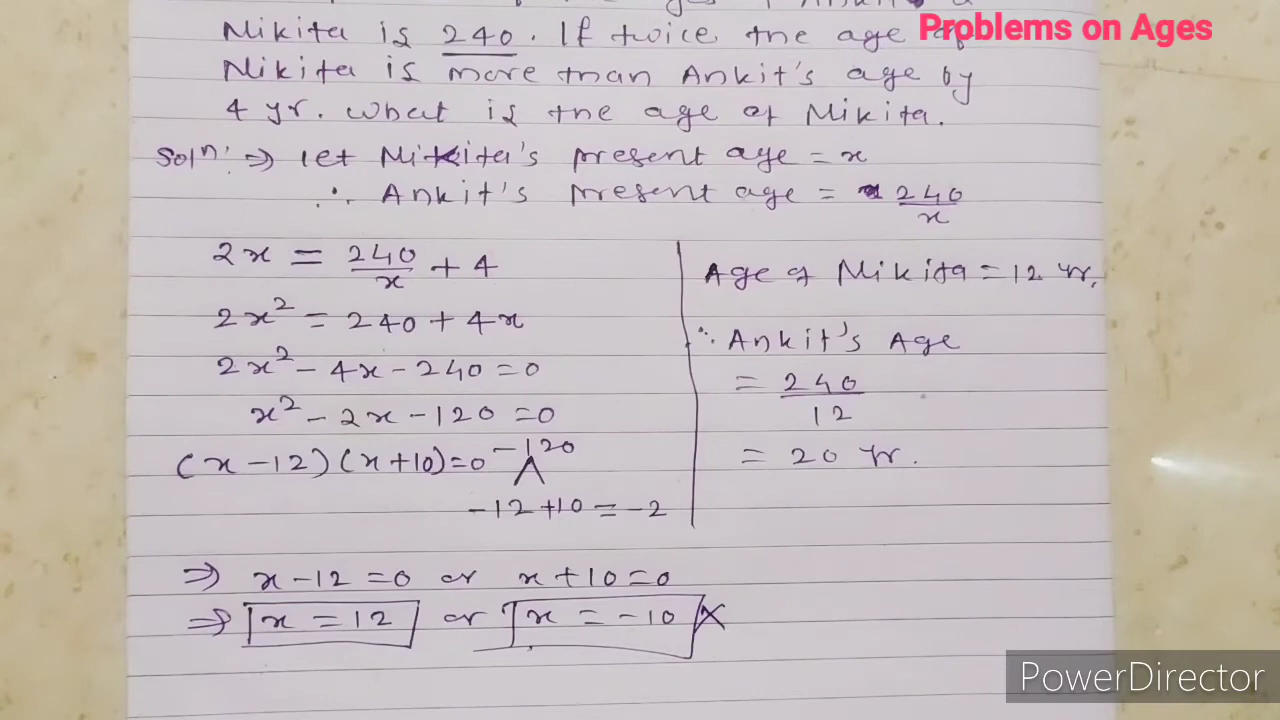 Problems on Ages
Nikita is 240. If twice the age of
Nikita is more than Ankit's age by
4 yr. what is the age of Nikita.
Soln: ⇒ let Nikita's present age = x
∴ Ankit's present age = 240/x
2x = 240/x + 4
2x² = 240 + 4x
2x² - 4x - 240 = 0
x² - 2x - 120 = 0
(x - 12) (x + 10) = 0 -120
-12 + 10 = -2
Age of Nikita = 12 Yr.
∴ Ankit's Age
= 240/12
= 20 Yr.
⇒ x - 12 = 0 or x + 10 = 0
⇒ x = 12 or x = -10 X
PowerDirector